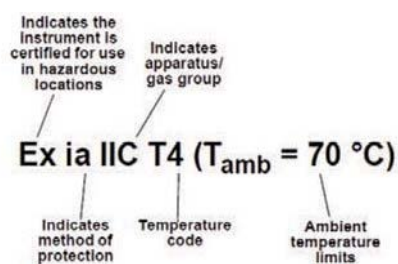 Indicates the
instrument is
certified for use
in hazardous
locations
Indicates
apparatus/
gas group
Ex ia IIC T4 (Tamb = 70 °C)
Indicates
method of
protection
Temperature
code
Ambient
temperature
limits